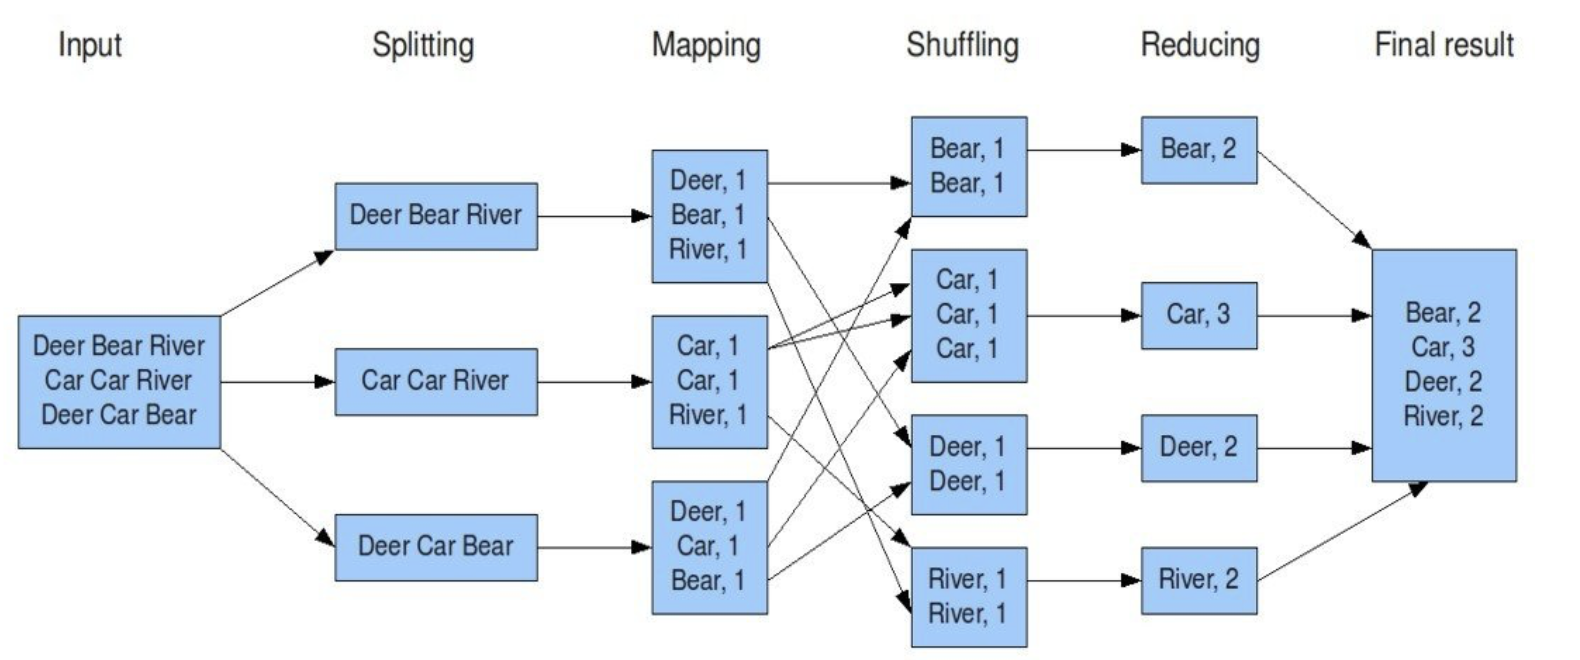 Input
Splitting
Mapping
Shuffling
Reducing
Final result
Deer Bear River
Car Car River
Deer Car Bear
Deer Bear River
Car Car River
Deer Car Bear
Deer, 1
Bear, 1
River, 1
Car, 1
Car, 1
River, 1
Deer, 1
Car, 1
Bear, 1
Bear, 1
Bear, 1
Car, 1
Car, 1
Car, 1
Deer, 1
Deer, 1
River, 1
River, 1
Bear, 2
Car, 3
Deer, 2
River, 2
Bear, 2
Car, 3
Deer, 2
River, 2